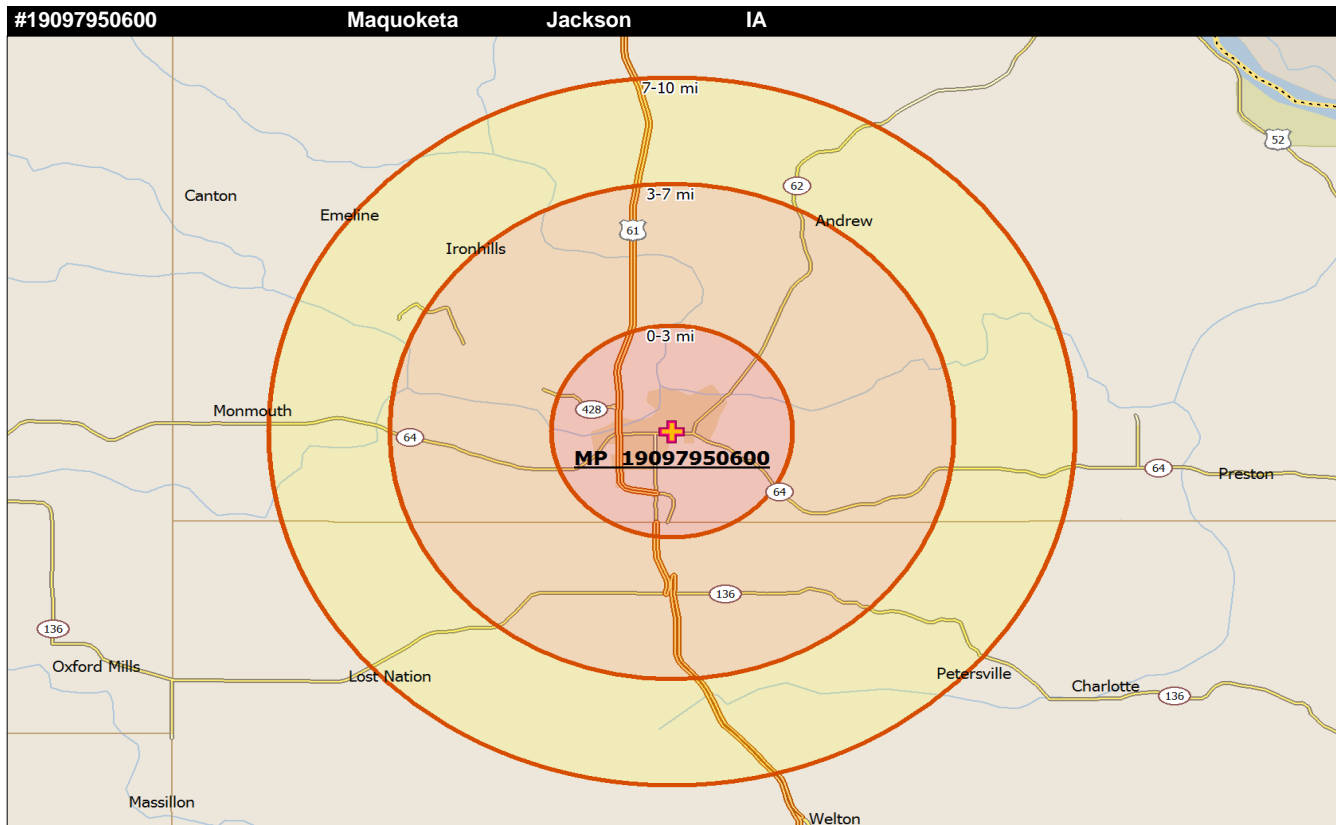 #19097950600 Maquoketa Jackson IA
7-10 mi
52
62
Canton
3-7 mi
Emeline
Andrew
61
Ironhills
0-3 mi
428
Monmouth
64
MP 19097950600
64
Preston
64
136
136
Oxford Mills
Lost Nation
Petersville
Charlotte
136
Massillon
Welton